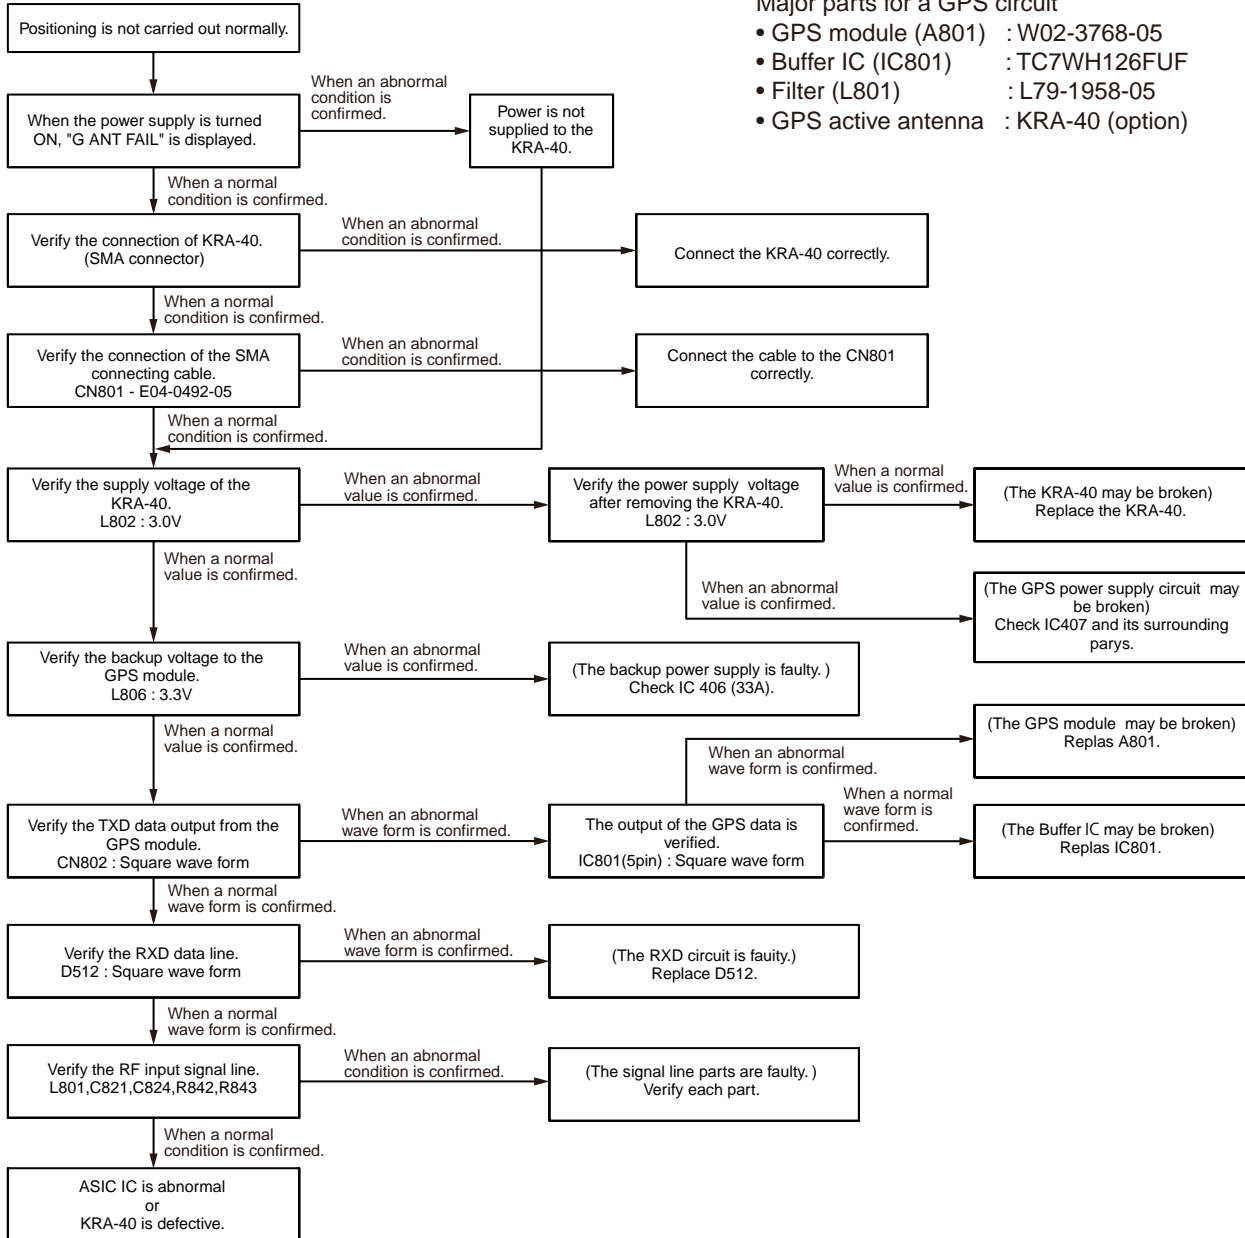 Major parts for a GPS circuit
• GPS module (A801) : W02-3768-05
• Buffer IC (IC801) : TC7WH126FUF
• Filter (L801) : L79-1958-05
• GPS active antenna : KRA-40 (option)
Positioning is not carried out normally.
When the power supply is turned
ON, "G ANT FAIL" is displayed.
When an abnormal
condition is
confirmed.
Power is not
supplied to the
KRA-40.
When a normal
condition is confirmed.
Verify the connection of KRA-40.
(SMA connector)
When an abnormal
condition is confirmed.
Connect the KRA-40 correctly.
When a normal
condition is confirmed.
Verify the connection of the SMA
connecting cable.
CN801 - E04-0492-05
When an abnormal
condition is confirmed.
Connect the cable to the CN801
correctly.
When a normal
condition is confirmed.
Verify the supply voltage of the
KRA-40.
L802 : 3.0V
When an abnormal
value is confirmed.
Verify the power supply voltage
after removing the KRA-40.
L802 : 3.0V
When a normal
value is confirmed.
(The KRA-40 may be broken)
Replace the KRA-40.
When an abnormal
value is confirmed.
(The GPS power supply circuit may
be broken)
Check IC407 and its surrounding
parys.
When a normal
value is confirmed.
Verify the backup voltage to the
GPS module.
L806 : 3.3V
When an abnormal
value is confirmed.
(The backup power supply is faulty. )
Check IC 406 (33A).
When a normal
value is confirmed.
Verify the TXD data output from the
GPS module.
CN802 : Square wave form
When an abnormal
wave form is confirmed.
The output of the GPS data is
verified.
IC801(5pin) : Square wave form
When an abnormal
wave form is confirmed.
(The GPS module may be broken)
Replas A801.
When a normal
wave form is
confirmed.
(The Buffer IC may be broken)
Replas IC801.
When a normal
wave form is confirmed.
Verify the RXD data line.
D512 : Square wave form
When an abnormal
wave form is confirmed.
(The RXD circuit is fauity.)
Replace D512.
When a normal
wave form is confirmed.
Verify the RF input signal line.
L801,C821,C824,R842,R843
When an abnormal
condition is confirmed.
(The signal line parts are faulty. )
Verify each part.
When a normal
condition is confirmed.
ASIC IC is abnormal
or
KRA-40 is defective.